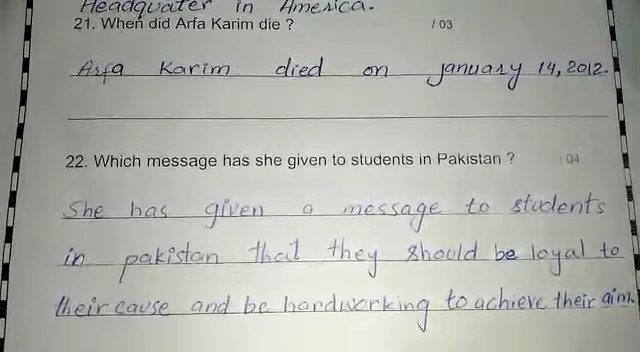 Headquater in America.
21. When did Arfa Karim die ? /03
Arfa Karim died on january 14, 2012.
22. Which message has she given to students in Pakistan ? 04
She has given a message to students
in pakistan that they should be loyal to
their cause and be hardworking to achieve their aim.